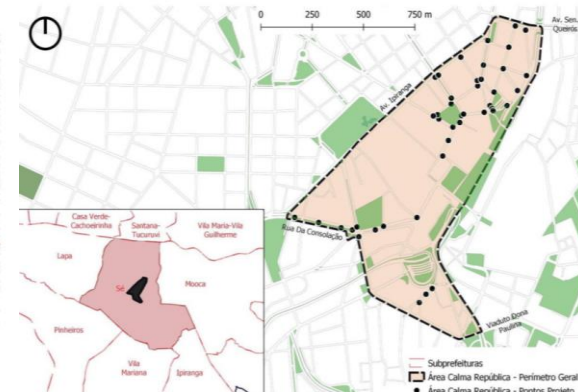 0 250 500 750 m
Av. Sen.
Queirós
Av. Ipiranga
Rua Da Consolação
Viaduto Dona
Paulina
Casa Verde-
Cachoeirinha
Santana-
Tucuruvi
Vila Maria-Vila
Guilherme
Lapa
Sé
Mooca
Pinheiros
Vila
Mariana
Ipiranga
Subprefeituras
Área Calma República - Perímetro Geral
Área Calma República - Pontos Projeto